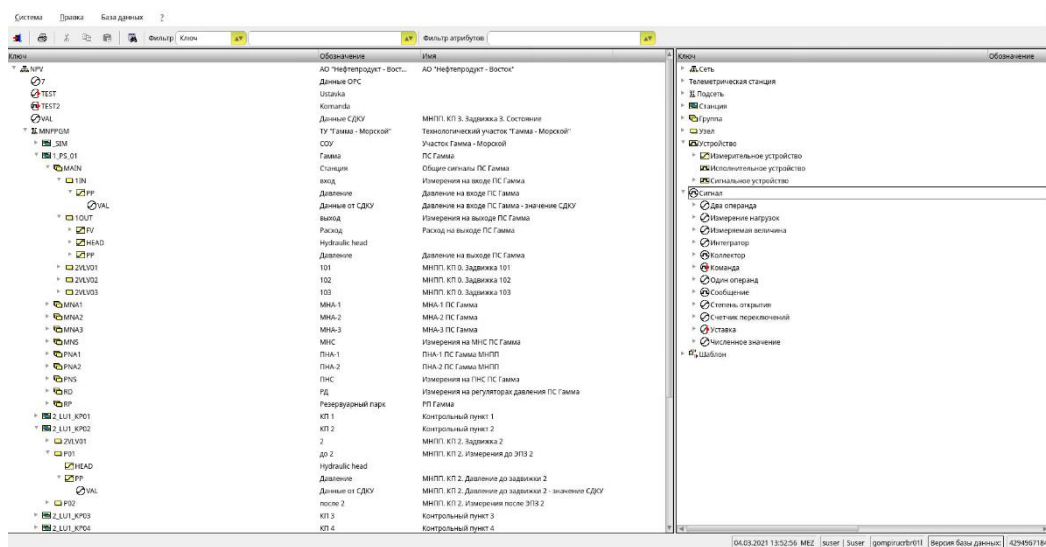 Система Правка База данных ?
Фильтр Ключ Фильтр атрибутов
Ключ Обозначение Имя
NPV АО "Нефтепродукт - Вост... АО "Нефтепродукт - Восток"
7 Данные OPC
TEST Ustavka
TEST2 Komanda
VAL Данные СДКУ МНПП. КП 3. Задвижка 3. Состояние
MNPPGM ТУ "Гамма - Морской" Технологический участок "Гамма - Морской"
_SIM СОУ Участок Гамма - Морской
1_PS_01 Гамма ПС Гамма
MAIN Станция Общие сигналы ПС Гамма
1IN вход Измерения на входе ПС Гамма
PP Давление Давление на входе ПС Гамма
VAL Данные от СДКУ Давление на входе ПС Гамма - значение СДКУ
1OUT выход Измерения на выходе ПС Гамма
FV Расход Расход на выходе ПС Гамма
HEAD Hydraulic head
PP Давление Давление на выходе ПС Гамма
2VLV01 101 МНПП. КП 0. Задвижка 101
2VLV02 102 МНПП. КП 0. Задвижка 102
2VLV03 103 МНПП. КП 0. Задвижка 103
MNA1 МНА-1 МНА-1 ПС Гамма
MNA2 МНА-2 МНА-2 ПС Гамма
MNA3 МНА-3 МНА-3 ПС Гамма
MNS МНС Измерения на МНС ПС Гамма
PNA1 ПНА-1 ПНА-1 ПС Гамма МНПП
PNA2 ПНА-2 ПНА-2 ПС Гамма МНПП
PNS ПНС Измерения на ПНС ПС Гамма
RD РД Измерения на регуляторах давления ПС Гамма
RP Резервуарный парк РП Гамма
2_LU1_KP01 КП 1 Контрольный пункт 1
2_LU1_KP02 КП 2 Контрольный пункт 2
2VLV01 2 МНПП. КП 2. Задвижка 2
P01 до 2 МНПП. КП 2. Измерения до ЭПЗ 2
HEAD Hydraulic head
PP Давление МНПП. КП 2. Давление до задвижки 2
VAL Данные от СДКУ МНПП. КП 2. Давление до задвижки 2 - значение СДКУ
P02 после 2 МНПП. КП 2. Измерения после ЭПЗ 2
2_LU1_KP03 КП 3 Контрольный пункт 3
2_LU1_KP04 КП 4 Контрольный пункт 4
Ключ Обозначение
Сеть
Телеметрическая станция
Подсеть
Станция
Группа
Узел
Устройство
Измерительное устройство
Исполнительное устройство
Сигнальное устройство
Сигнал
Два операнда
Измерение нагрузок
Измеряемая величина
Интегратор
Коллектор
Команда
Один операнд
Сообщение
Степень открытия
Счетчик переключений
Уставка
Численное значение
Шаблон
04.03.2021 13:52:56 MEZ suser | Suser Версия базы данных: